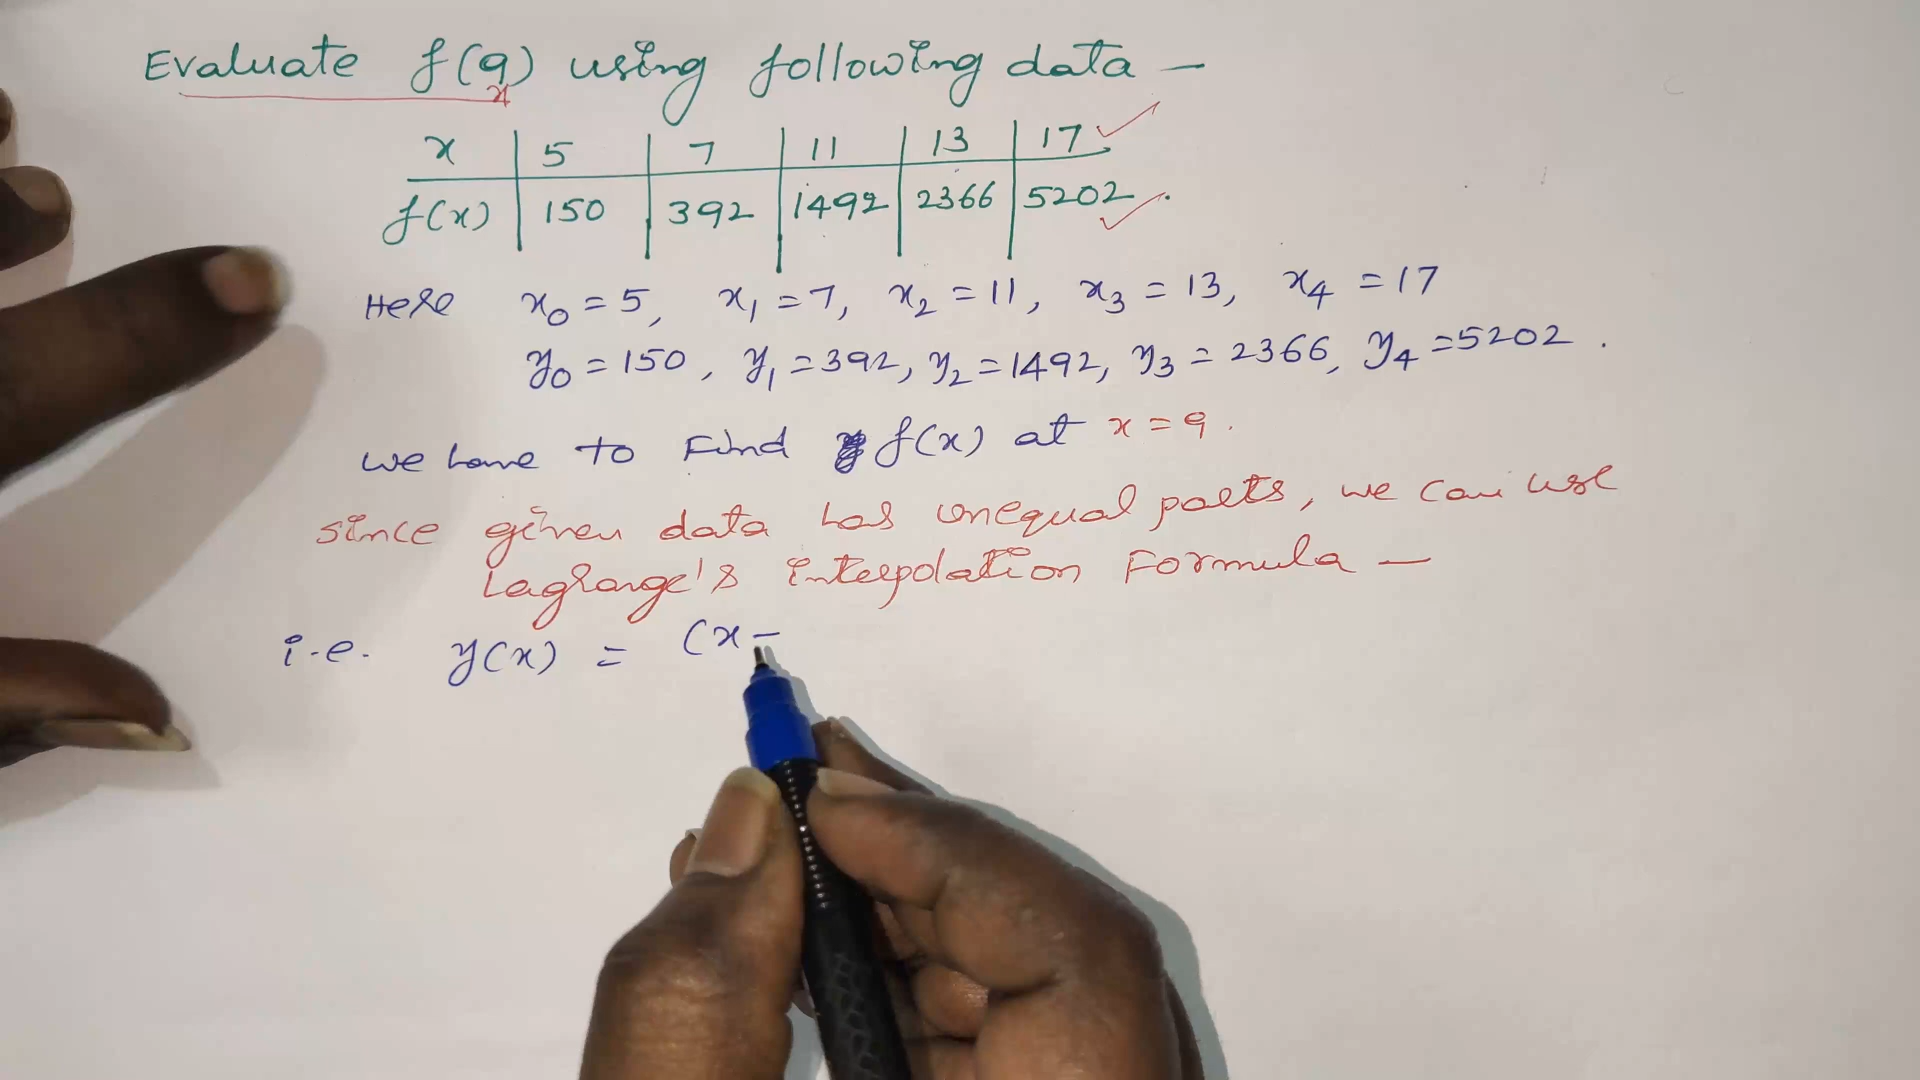 Evaluate f(9) using following data -
x
x 5 7 11 13 17
f(x) 150 392 1492 2366 5202 .
Here x₀ = 5, x₁ = 7, x₂ = 11, x₃ = 13, x₄ = 17
y₀ = 150, y₁ = 392, y₂ = 1492, y₃ = 2366, y₄ = 5202 .
we have to Find f(x) at x = 9 .
since given data has unequal parts, we can use
Lagrange's interpolation Formula -
i.e. y(x) = (x -